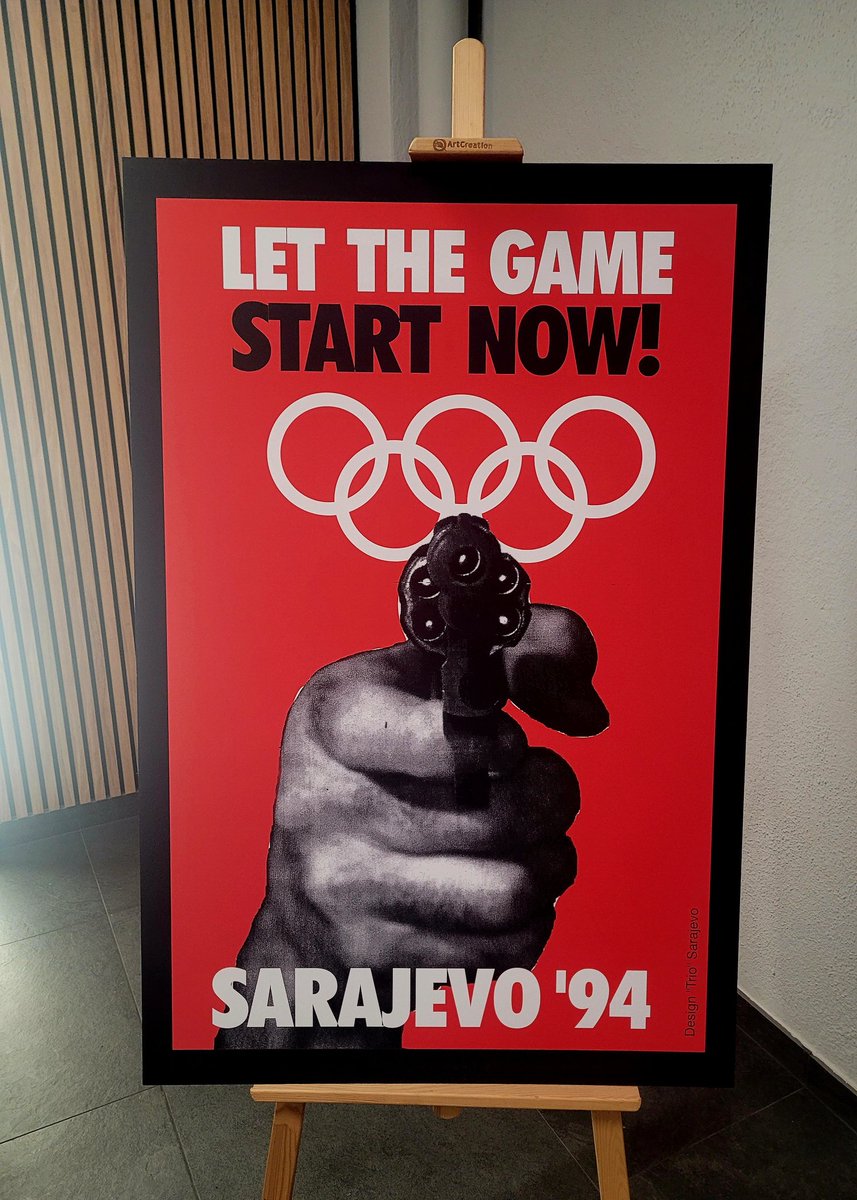 ArtCreation
LET THE GAME
START NOW!
SARAJEVO '94
Design "Trio" Sarajevo